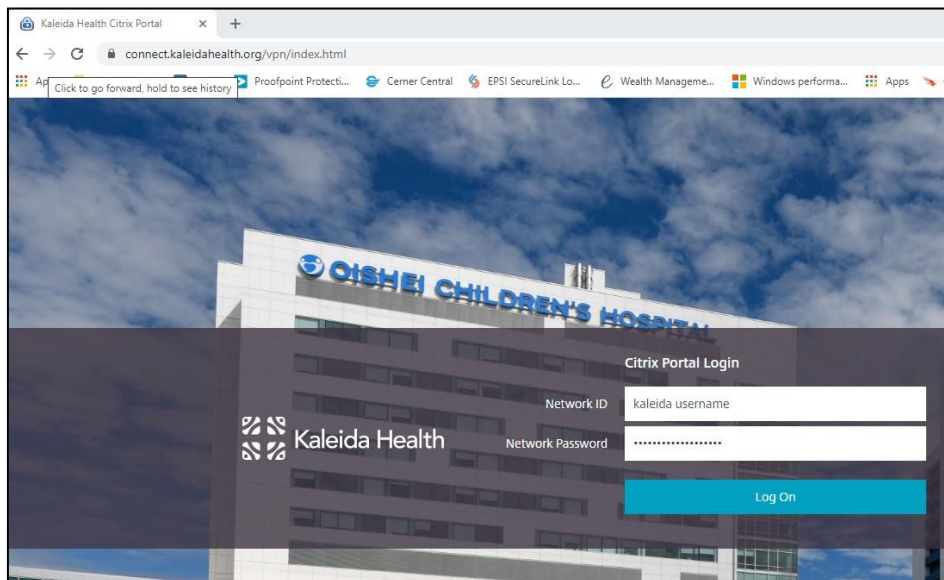 Kaleida Health Citrix Portal
connect.kaleidahealth.org/vpn/index.html
Click to go forward, hold to see history
Proofpoint Protecti... Cerner Central EPSI SecureLink Lo... Wealth Manageme... Windows performa... Apps
OISHEI CHILDREN'S HOSPITAL
Citrix Portal Login
Network ID kaleida username
Kaleida Health
Network Password ••••••••••••••••••
Log On